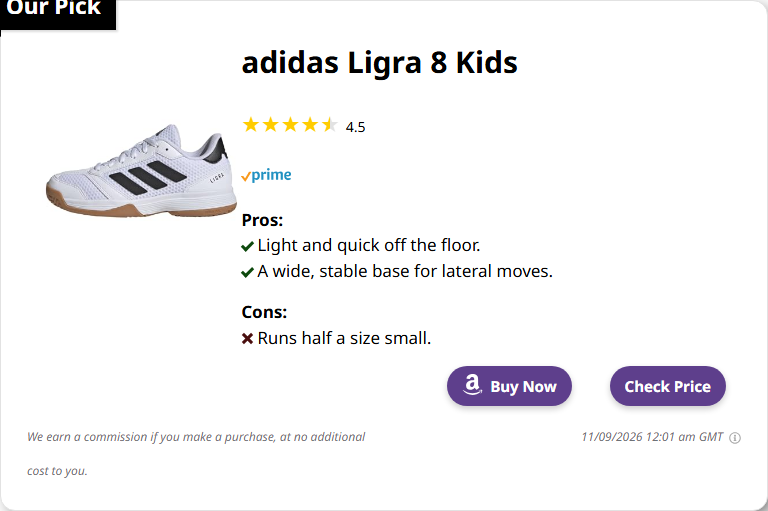 Our Pick
adidas Ligra 8 Kids
4.5
prime
LIGRA
Pros:
Light and quick off the floor.
A wide, stable base for lateral moves.
Cons:
Runs half a size small.
Buy Now
Check Price
We earn a commission if you make a purchase, at no additional
cost to you.
11/09/2026 12:01 am GMT